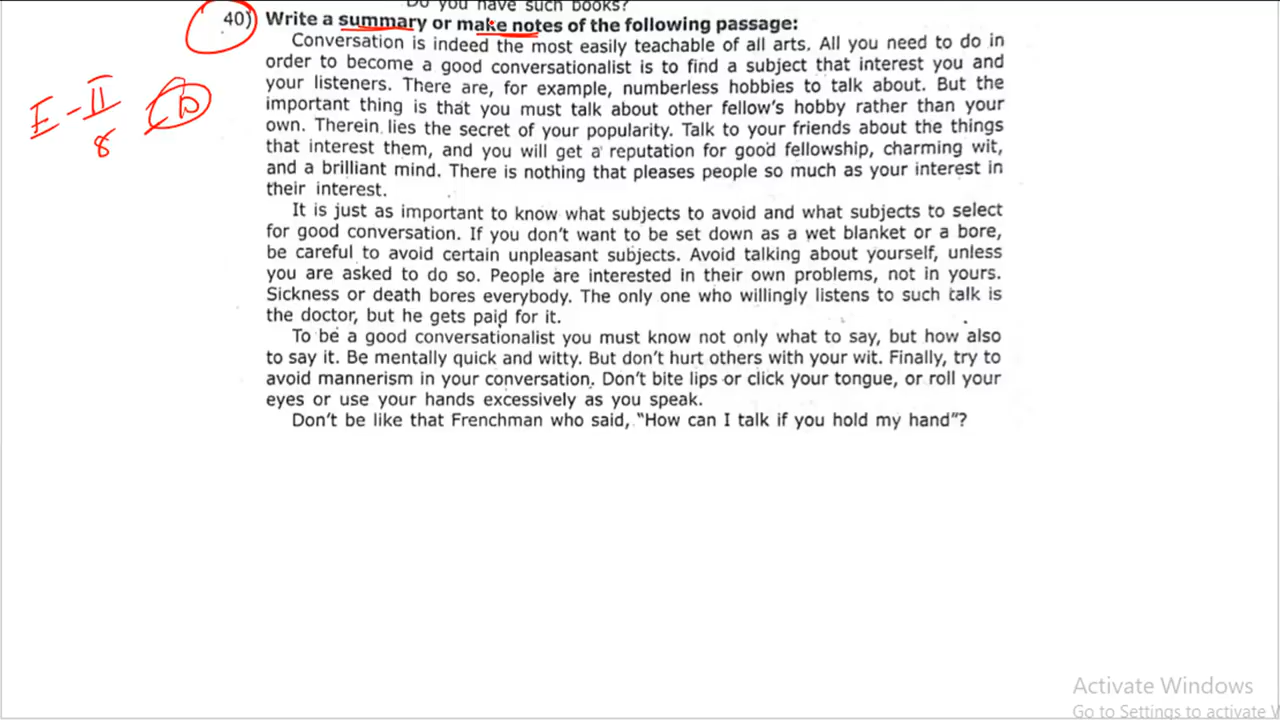 Do you have such books?
40) Write a summary or make notes of the following passage:
Conversation is indeed the most easily teachable of all arts. All you need to do in
order to become a good conversationalist is to find a subject that interest you and
your listeners. There are, for example, numberless hobbies to talk about. But the
important thing is that you must talk about other fellow's hobby rather than your
own. Therein lies the secret of your popularity. Talk to your friends about the things
that interest them, and you will get a reputation for good fellowship, charming wit,
and a brilliant mind. There is nothing that pleases people so much as your interest in
their interest.
It is just as important to know what subjects to avoid and what subjects to select
for good conversation. If you don't want to be set down as a wet blanket or a bore,
be careful to avoid certain unpleasant subjects. Avoid talking about yourself, unless
you are asked to do so. People are interested in their own problems, not in yours.
Sickness or death bores everybody. The only one who willingly listens to such talk is
the doctor, but he gets paid for it.
To be a good conversationalist you must know not only what to say, but how also
to say it. Be mentally quick and witty. But don't hurt others with your wit. Finally, try to
avoid mannerism in your conversation. Don't bite lips or click your tongue, or roll your
eyes or use your hands excessively as you speak.
Don't be like that Frenchman who said, "How can I talk if you hold my hand"?
E-II
8
Activate Windows
Go to Settings to activate